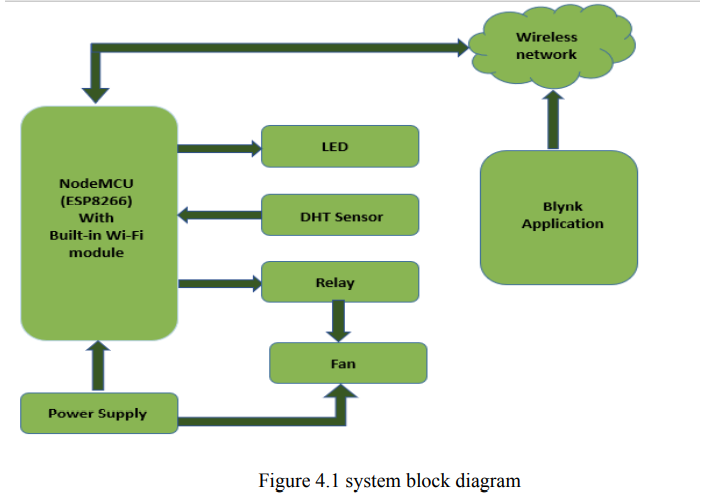 Wireless
network
NodeMCU
(ESP8266)
With
Built-in Wi-Fi
module
LED
DHT Sensor
Relay
Fan
Power Supply
Blynk
Application
Figure 4.1 system block diagram